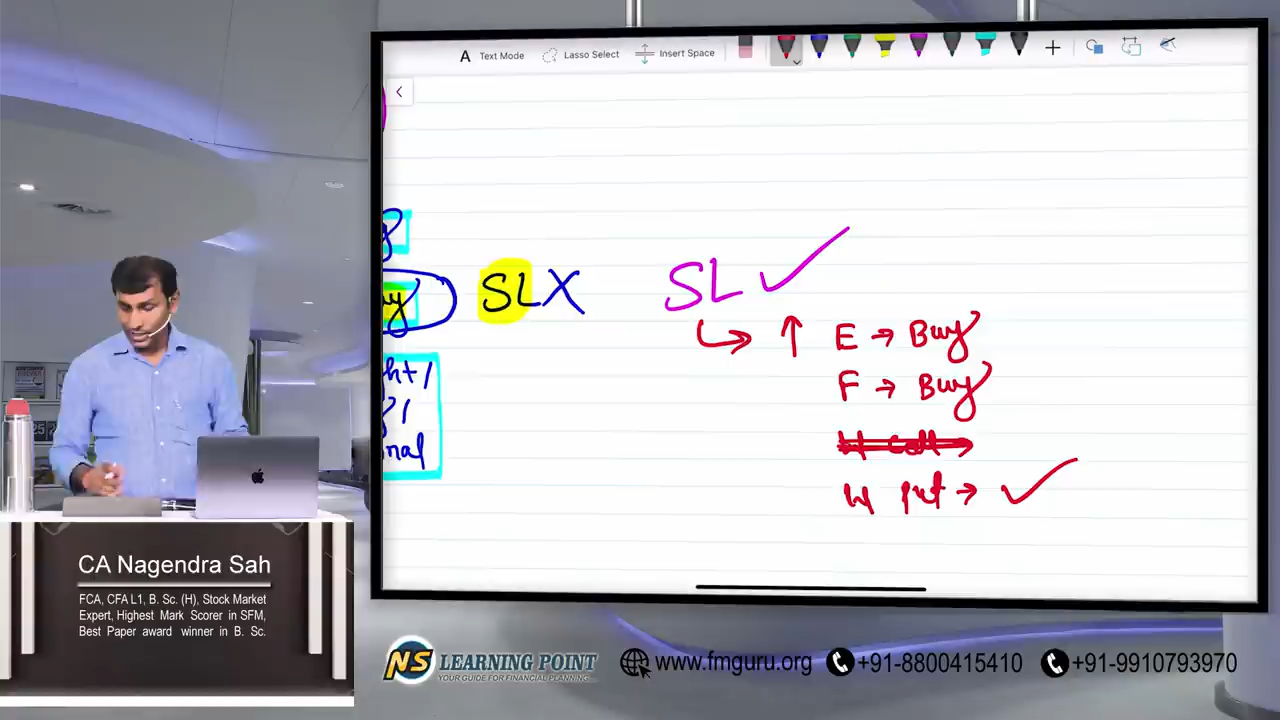 Text Mode Lasso Select Insert Space
SLX SL ✓
↳ ↑ E → Buy
F → Buy
W Call →
W Put → ✓
CA Nagendra Sah
FCA, CFA L1, B. Sc. (H), Stock Market
Expert, Highest Mark Scorer in SFM,
Best Paper award winner in B. Sc.
NS LEARNING POINT
YOUR GUIDE FOR FINANCIAL PLANNING....
www.fmguru.org +91-8800415410 +91-9910793970